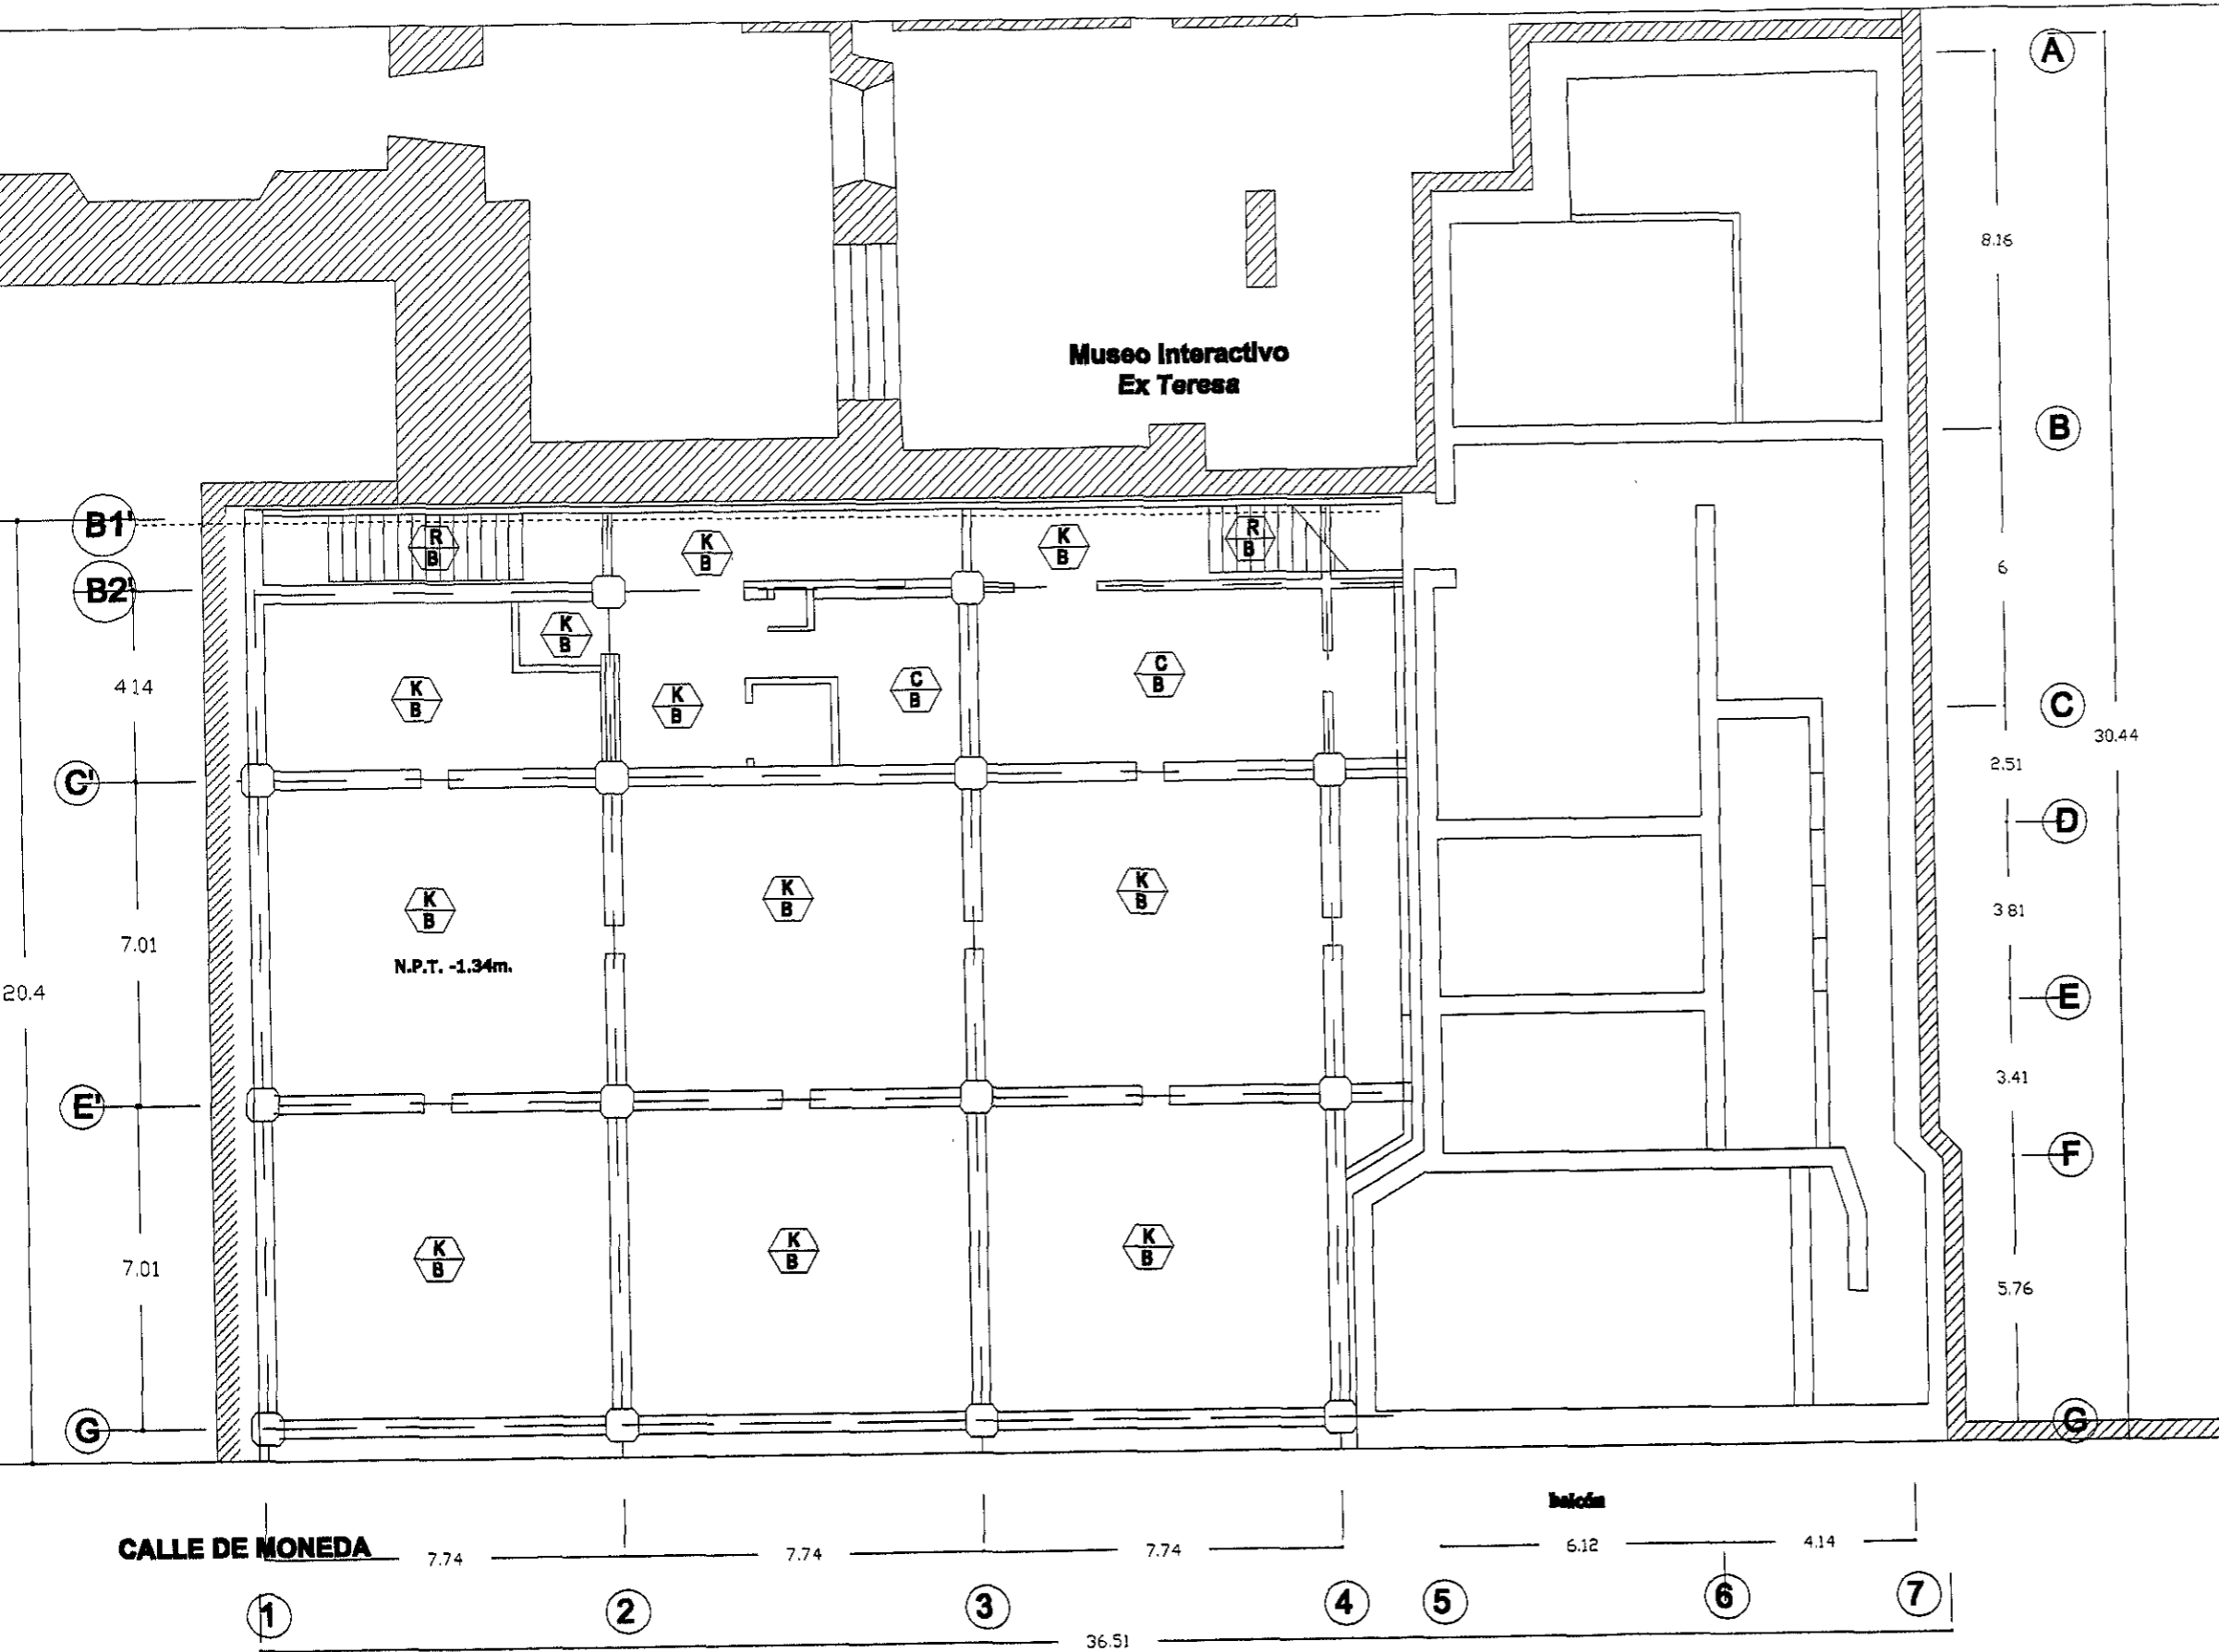 A
8.16
Museo Interactivo
Ex Teresa
B
B1'
R
B
K
B
K
B
R
B
6
B2'
K
B
414
K
B
K
B
C
B
C
B
C
30.44
2.51
C'
D
K
B
K
B
K
B
3 81
7.01
N.P.T. -1.34m.
20.4
E
E'
3.41
F
K
B
K
B
K
B
7.01
5.76
G
G
balcón
CALLE DE MONEDA
7.74
7.74
7.74
6.12
4.14
1
2
3
4
5
6
7
36.51